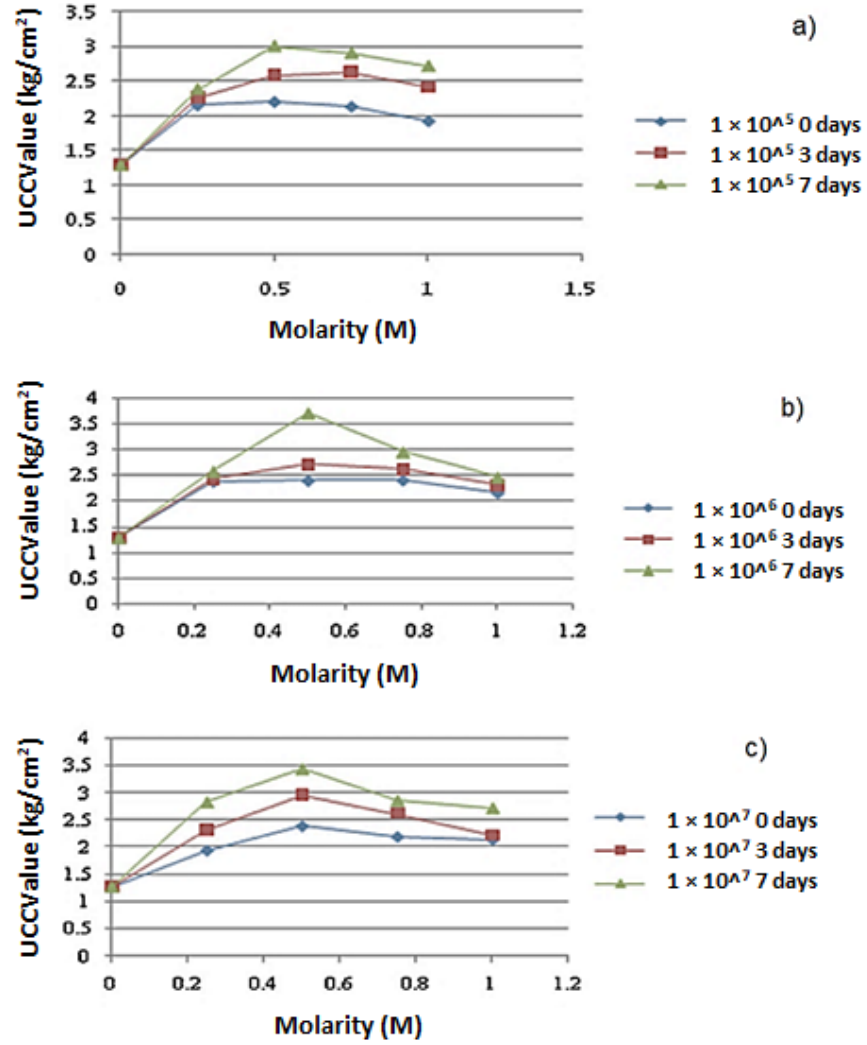 a)
UCCValue (kg/cm²)
3.5
3
2.5
2
1.5
1
0.5
0
0 0.5 1 1.5
Molarity (M)
1 × 10^⁵ 0 days
1 × 10^⁵ 3 days
1 × 10^⁵ 7 days
b)
UCCValue (kg/cm²)
4
3.5
3
2.5
2
1.5
1
0.5
0
0 0.2 0.4 0.6 0.8 1 1.2
Molarity (M)
1 × 10^⁶ 0 days
1 × 10^⁶ 3 days
1 × 10^⁶ 7 days
c)
UCCValue (kg/cm²)
4
3.5
3
2.5
2
1.5
1
0.5
0
0 0.2 0.4 0.6 0.8 1 1.2
Molarity (M)
1 × 10^⁷ 0 days
1 × 10^⁷ 3 days
1 × 10^⁷ 7 days